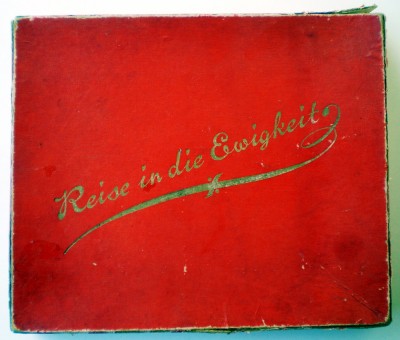 Reise in die Ewigkeit